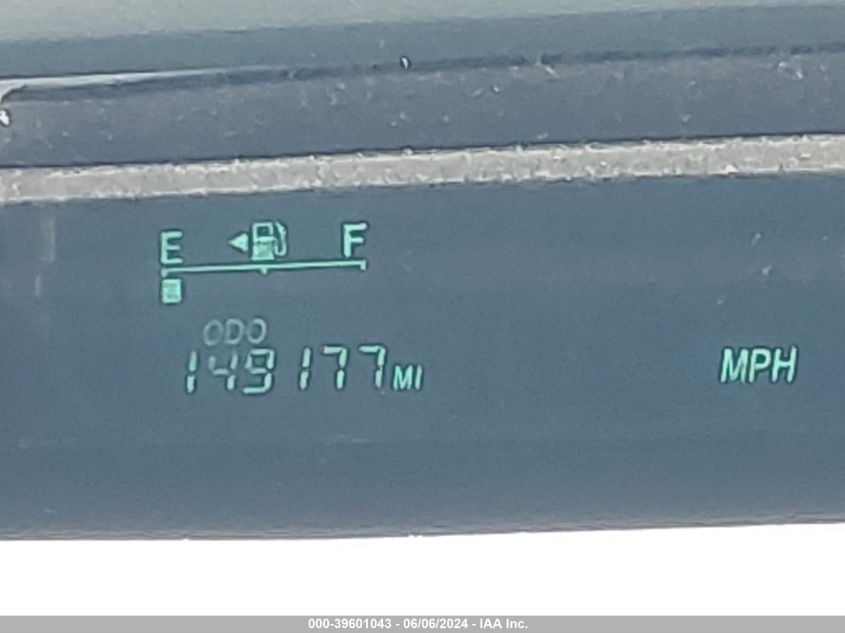 E F
ODO
149177 MI
MPH
000-39601043 - 06/06/2024 - IAA Inc.